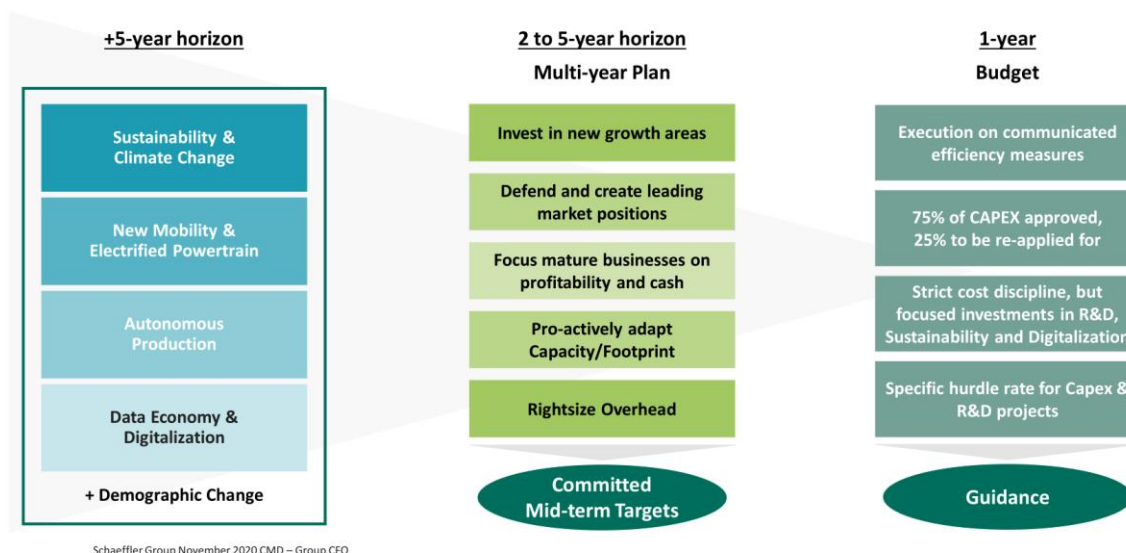 +5-year horizon
Sustainability &
Climate Change
New Mobility &
Electrified Powertrain
Autonomous
Production
Data Economy &
Digitalization
+ Demographic Change
2 to 5-year horizon
Multi-year Plan
Invest in new growth areas
Defend and create leading
market positions
Focus mature businesses on
profitability and cash
Pro-actively adapt
Capacity/Footprint
Rightsize Overhead
Committed
Mid-term Targets
1-year
Budget
Execution on communicated
efficiency measures
75% of CAPEX approved,
25% to be re-applied for
Strict cost discipline, but
focused investments in R&D,
Sustainability and Digitalization
Specific hurdle rate for Capex &
R&D projects
Guidance
Schaeffler Group November 2020 CMD – Group CFO